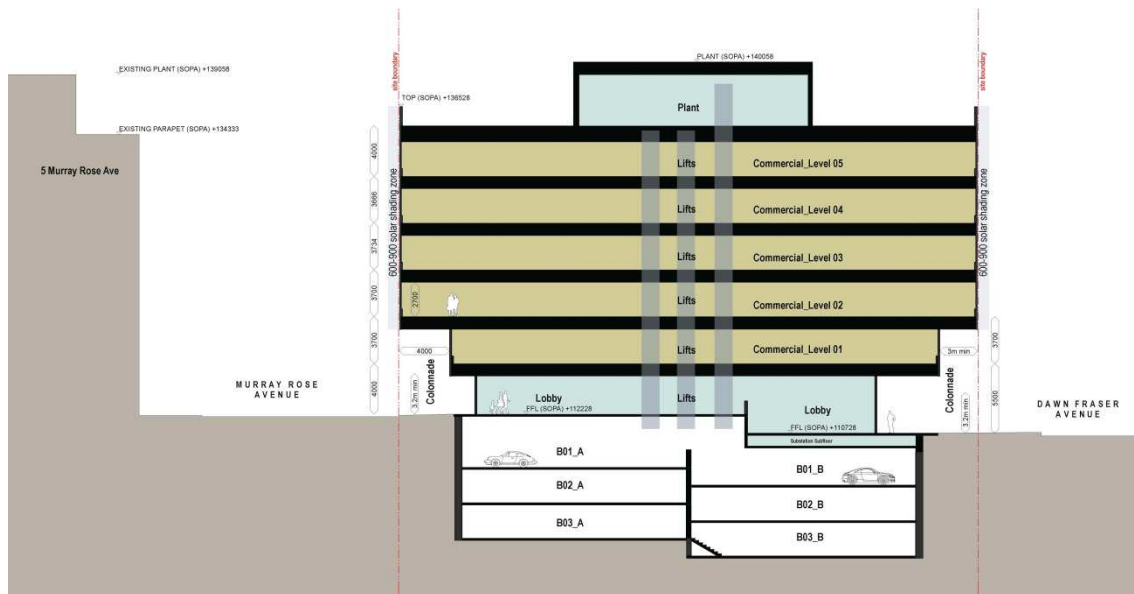 PLANT (SOPA) +140058
EXISTING PLANT (SOPA) +139058
site boundary
site boundary
TOP (SOPA) +136528
Plant
EXISTING PARAPET (SOPA) +134333
5 Murray Rose Ave
4000
Lifts
Commercial_Level 05
600-900 solar shading zone
600-900 solar shading zone
3666
Lifts
Commercial_Level 04
3734
Lifts
Commercial_Level 03
3700
2700
Lifts
Commercial_Level 02
3700
4000
Lifts
Commercial_Level 01
3m min
3700
Colonnade
Colonnade
MURRAY ROSE
AVENUE
4000
3.2m min
Lobby
FFL (SOPA) +112228
Lifts
Lobby
FFL (SOPA) +110728
3.2m min
5500
DAWN FRASER
AVENUE
Substation Subfloor
B01_A
B01_B
B02_A
B02_B
B03_A
B03_B